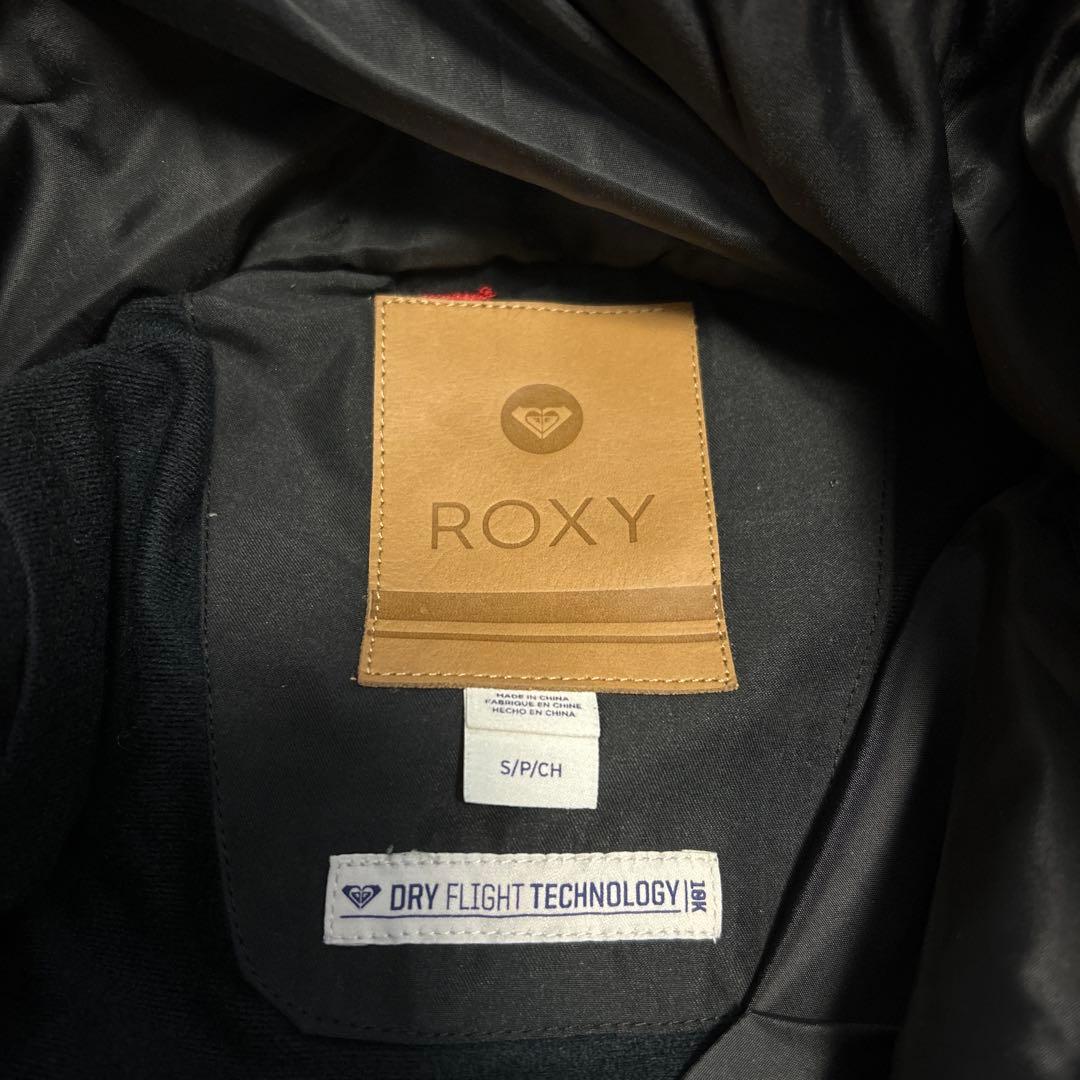 ROXY
MADE IN CHINA
FABRIQUE EN CHINE
HECHO EN CHINA
S/P/CH
DRY FLIGHT TECHNOLOGY 10K